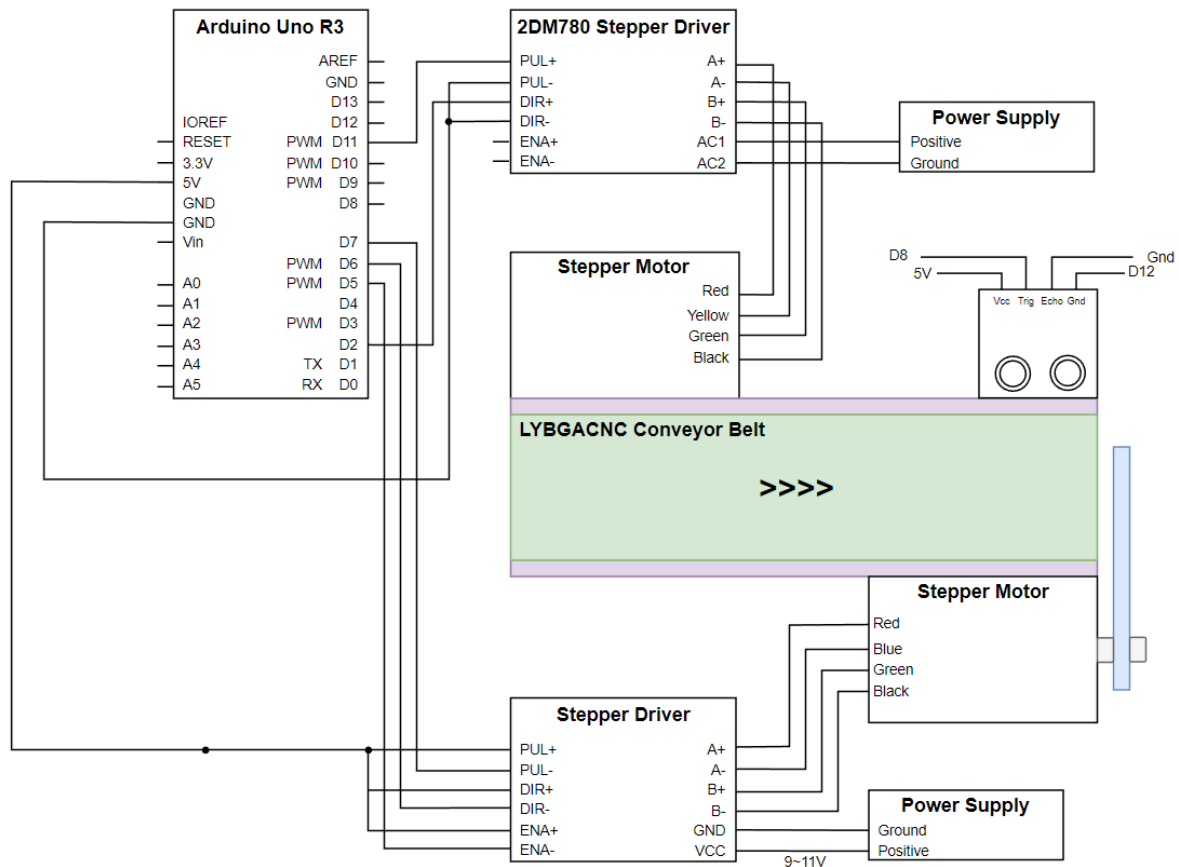 Arduino Uno R3
AREF
GND
D13
IOREF D12
RESET PWM D11
3.3V PWM D10
5V PWM D9
GND D8
GND
Vin D7
PWM D6
A0 PWM D5
A1 D4
A2 PWM D3
A3 D2
A4 TX D1
A5 RX D0
2DM780 Stepper Driver
PUL+ A+
PUL- A-
DIR+ B+
DIR- B-
ENA+ AC1
ENA- AC2
Power Supply
Positive
Ground
Stepper Motor
Red
Yellow
Green
Black
D8 Gnd
5V D12
Vcc Trig Echo Gnd
LYBGACNC Conveyor Belt
>>>>
Stepper Motor
Red
Blue
Green
Black
Stepper Driver
PUL+ A+
PUL- A-
DIR+ B+
DIR- B-
ENA+ GND
ENA- VCC
9~11V
Power Supply
Ground
Positive